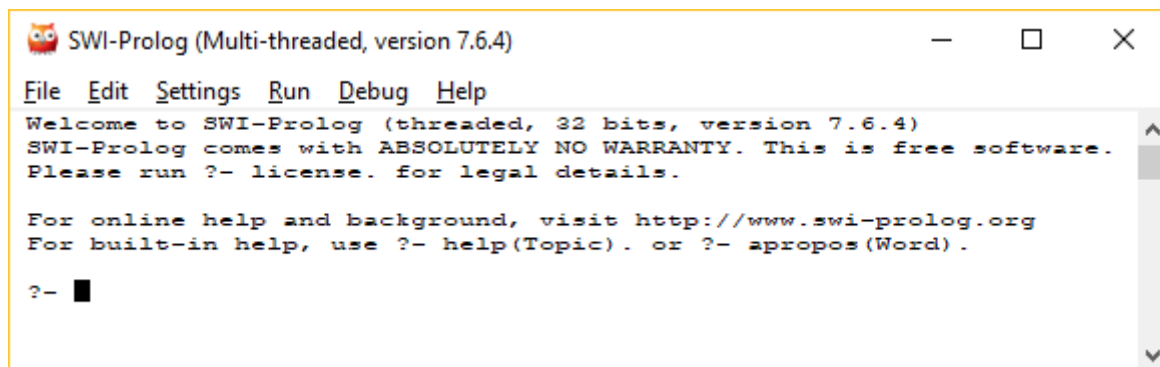 SWI-Prolog (Multi-threaded, version 7.6.4)
File Edit Settings Run Debug Help
Welcome to SWI-Prolog (threaded, 32 bits, version 7.6.4)
SWI-Prolog comes with ABSOLUTELY NO WARRANTY. This is free software.
Please run ?- license. for legal details.
For online help and background, visit http://www.swi-prolog.org
For built-in help, use ?- help(Topic). or ?- apropos(Word).
?-